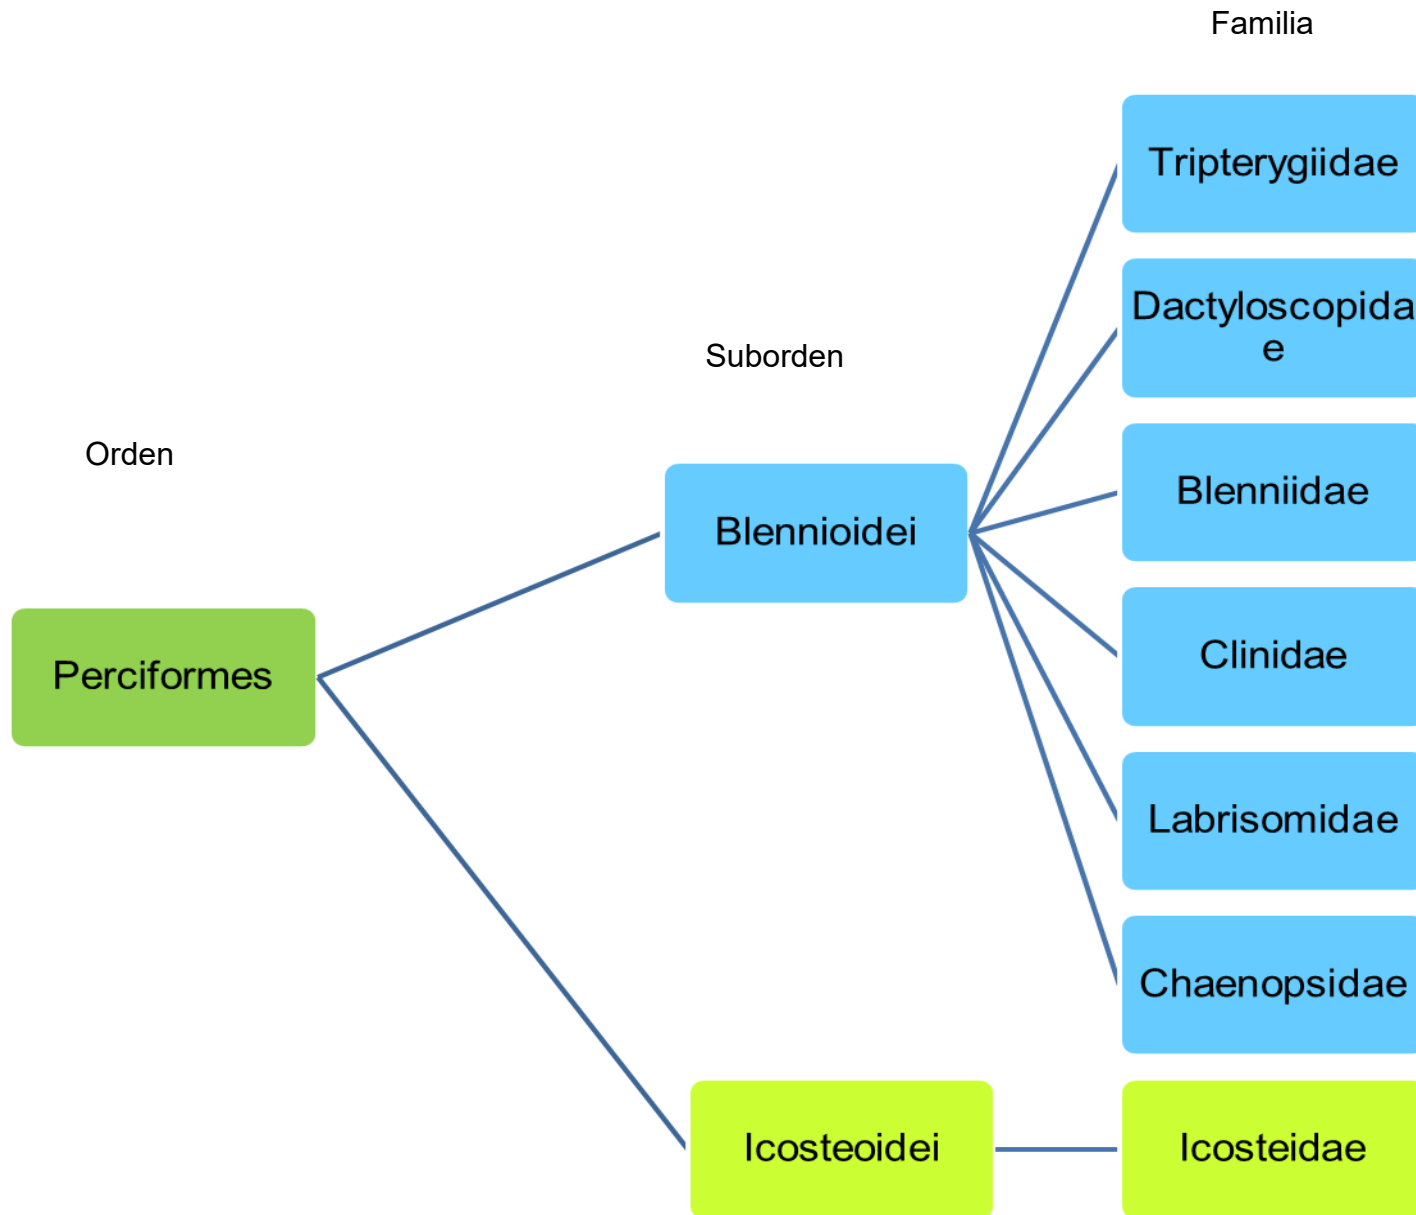 Familia
Tripterygiidae
Dactyloscopida
e
Suborden
Orden
Blenniidae
Blennioidei
Clinidae
Perciformes
Labrisomidae
Chaenopsidae
Icosteoidei
Icosteidae